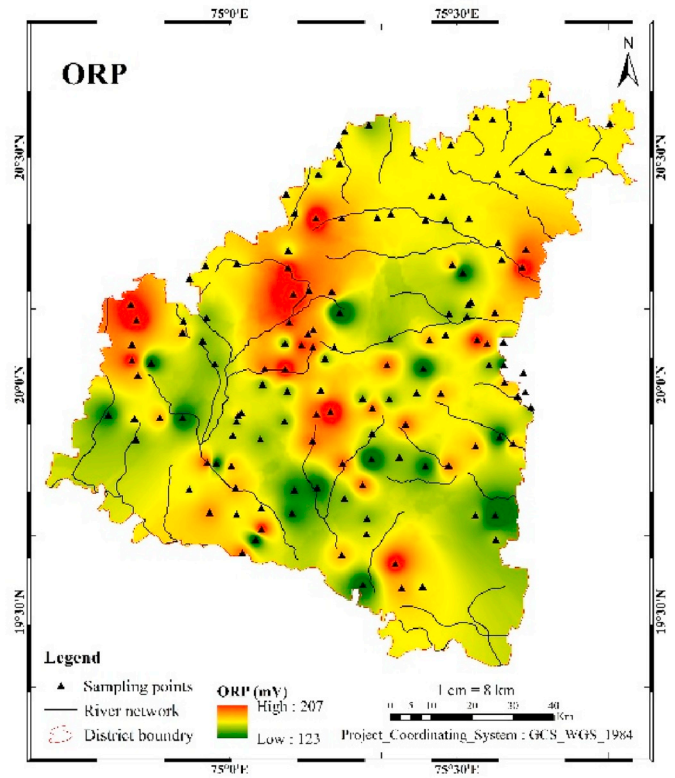 75°0'E 75°30'E
ORP
N
20°30'N 20°30'N
20°0'N 20°0'N
19°30'N 19°30'N
Legend
Sampling points
River network
District boundry
ORP (mV)
High : 207
Low : 123
1 cm = 8 km
0 5 10 20 30 40
Km
Project_Coordinating_System : GCS_WGS_1984
75°0'E 75°30'E